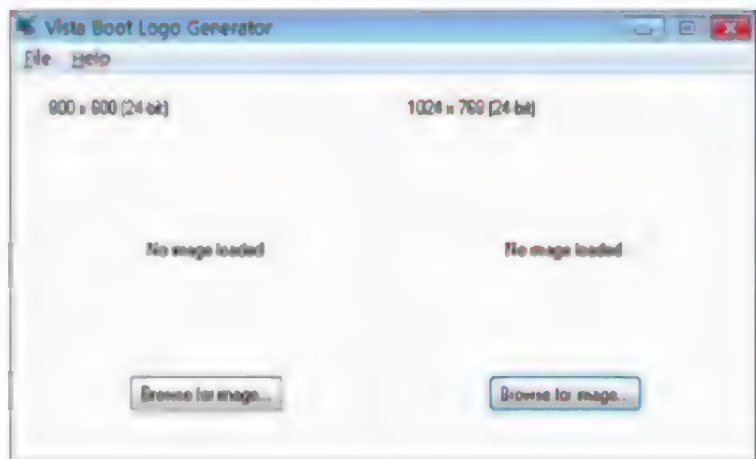 Vista Boot Logo Generator
File Help
800 x 600 (24-bit)
1024 x 768 (24-bit)
No image loaded
No image loaded
Browse for image...
Browse for image...